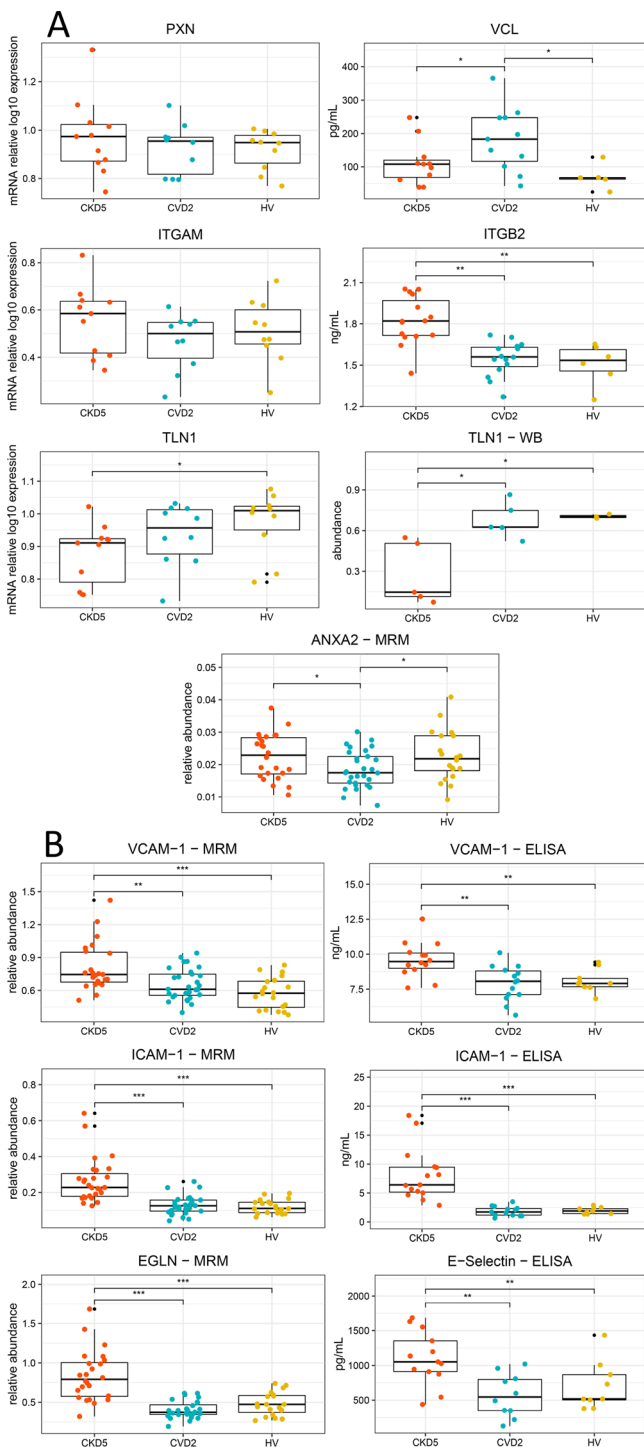 A
PXN
mRNA relative log10 expression
1.2
1.0
0.8
CKD5 CVD2 HV
VCL
pg/mL
400
300
200
100
* *
CKD5 CVD2 HV
ITGAM
mRNA relative log10 expression
0.8
0.6
0.4
CKD5 CVD2 HV
ITGB2
ng/mL
2.1
1.8
1.5
1.2
**
**
CKD5 CVD2 HV
TLN1
mRNA relative log10 expression
1.1
1.0
0.9
0.8
*
CKD5 CVD2 HV
TLN1 – WB
abundance
0.9
0.6
0.3
*
*
CKD5 CVD2 HV
ANXA2 – MRM
relative abundance
0.05
0.04
0.03
0.02
0.01
* *
CKD5 CVD2 HV
B
VCAM−1 − MRM
relative abundance
1.5
1.2
0.9
0.6
***
**
CKD5 CVD2 HV
VCAM−1 − ELISA
ng/mL
15.0
12.5
10.0
7.5
**
**
CKD5 CVD2 HV
ICAM−1 − MRM
relative abundance
0.8
0.6
0.4
0.2
***
***
CKD5 CVD2 HV
ICAM−1 − ELISA
ng/mL
25
20
15
10
5
0
***
***
CKD5 CVD2 HV
EGLN − MRM
relative abundance
2.0
1.5
1.0
0.5
***
***
CKD5 CVD2 HV
E−Selectin − ELISA
pg/mL
2000
1500
1000
500
**
**
CKD5 CVD2 HV